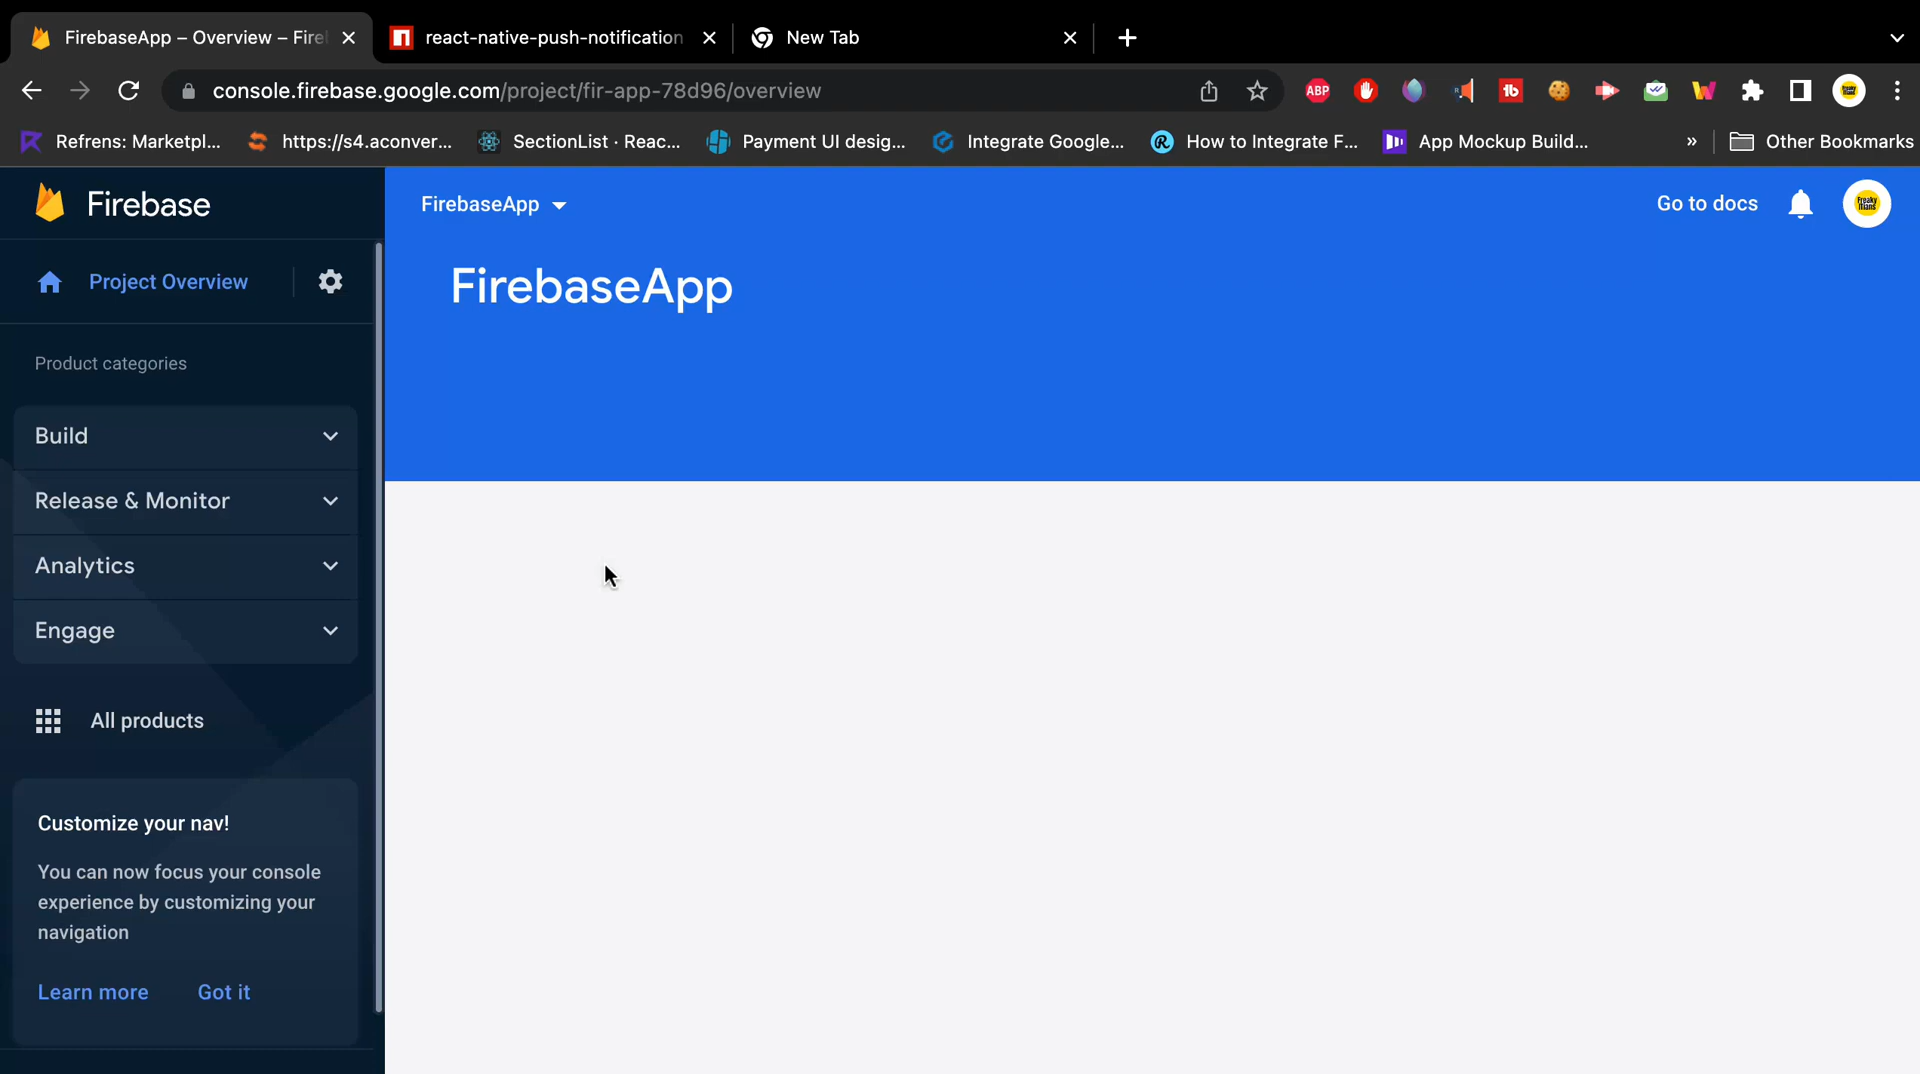 FirebaseApp – Overview – Fire
react-native-push-notification
New Tab
console.firebase.google.com/project/fir-app-78d96/overview
ABP
Refrens: Marketpl...
https://s4.aconver...
SectionList · Reac...
Payment UI desig...
Integrate Google...
How to Integrate F...
App Mockup Build...
»
Other Bookmarks
Firebase
FirebaseApp
Go to docs
Freaky
Jllans
Project Overview
FirebaseApp
Product categories
Build
Release & Monitor
Analytics
Engage
All products
Customize your nav!
You can now focus your console
experience by customizing your
navigation
Learn more
Got it